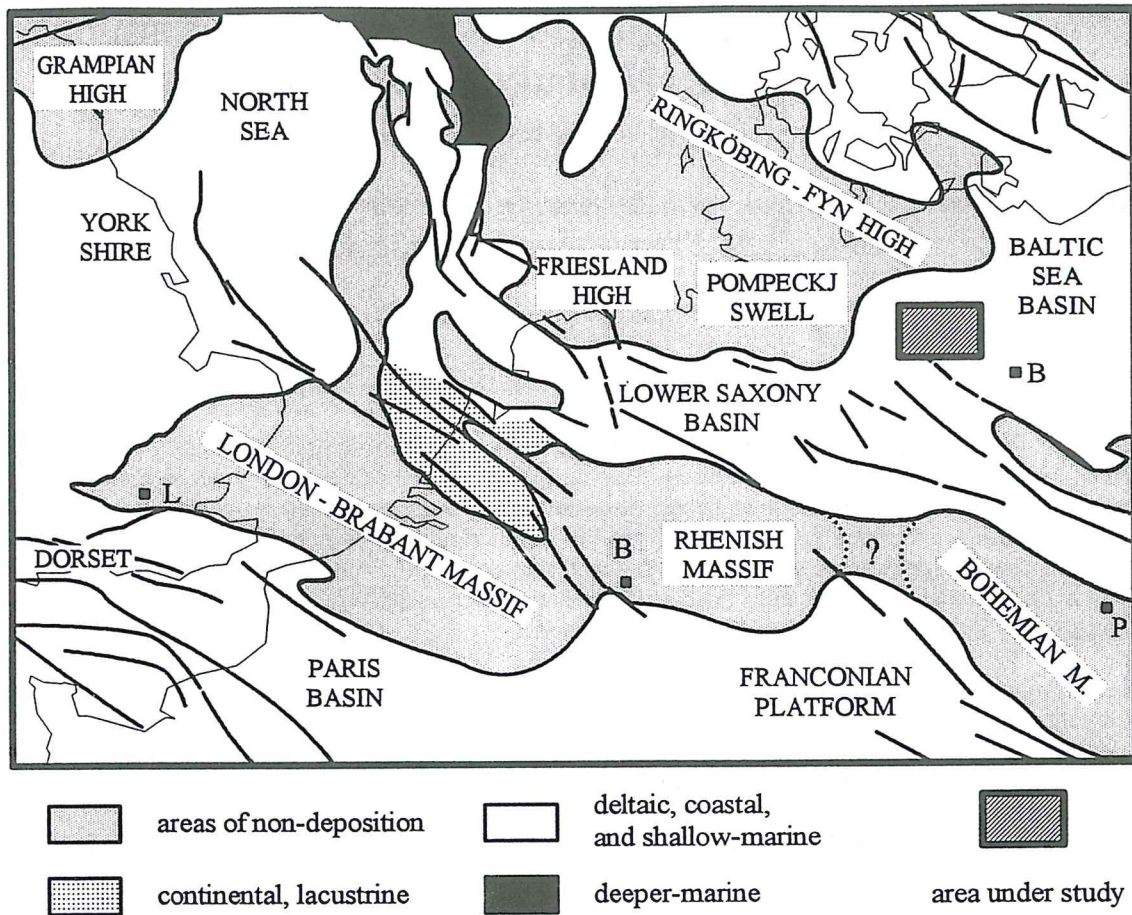 GRAMPIAN
HIGH
NORTH
SEA
RINGKÖBING - FYN HIGH
YORK
SHIRE
FRIESLAND
HIGH
POMPECKJ
SWELL
BALTIC
SEA
BASIN
B
LOWER SAXONY
BASIN
LONDON - BRABANT MASSIF
L
DORSET
B
RHENISH
MASSIF
?
BOHEMIAN M.
P
PARIS
BASIN
FRANCONIAN
PLATFORM
areas of non-deposition
deltaic, coastal,
and shallow-marine
continental, lacustrine
deeper-marine
area under study